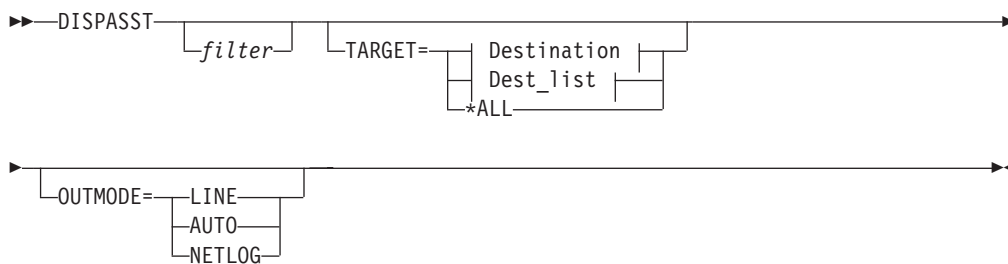 DISPASST
filter
TARGET=
Destination
Dest_list
*ALL
OUTMODE=
LINE
AUTO
NETLOG